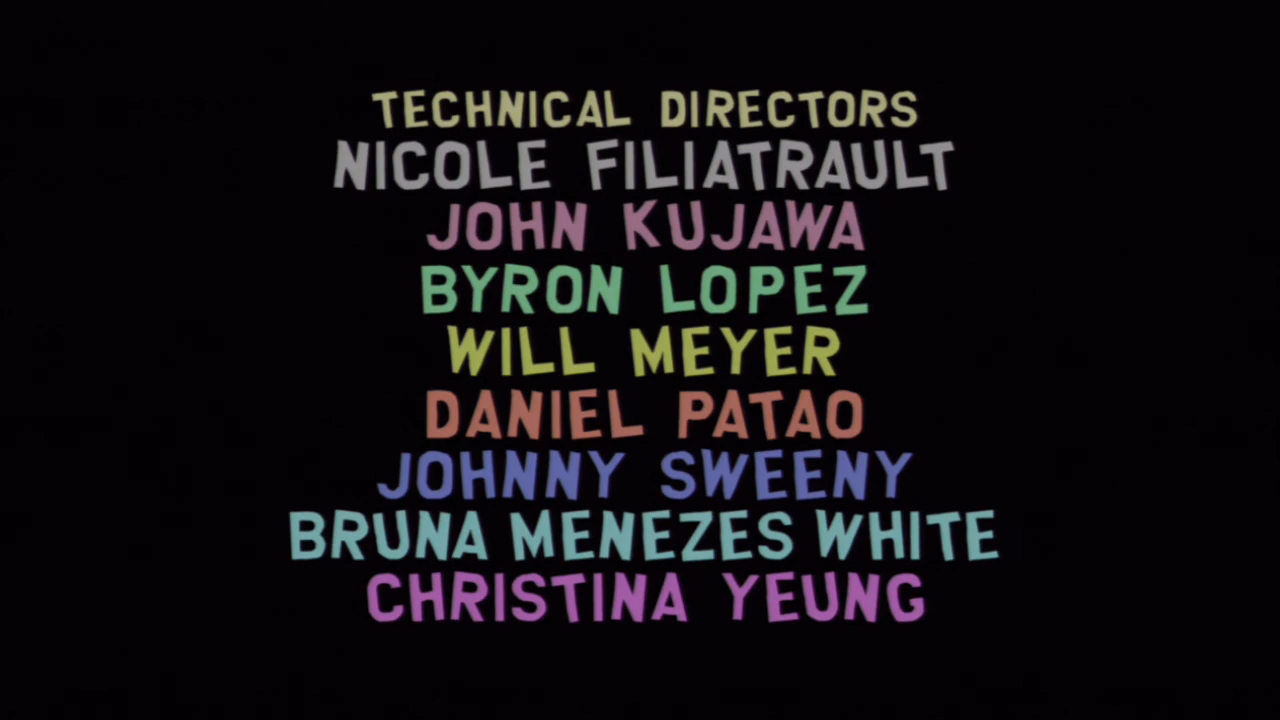 TECHNICAL DIRECTORS
NICOLE FILIATRAULT
JOHN KUJAWA
BYRON LOPEZ
WILL MEYER
DANIEL PATAO
JOHNNY SWEENY
BRUNA MENEZES WHITE
CHRISTINA YEUNG